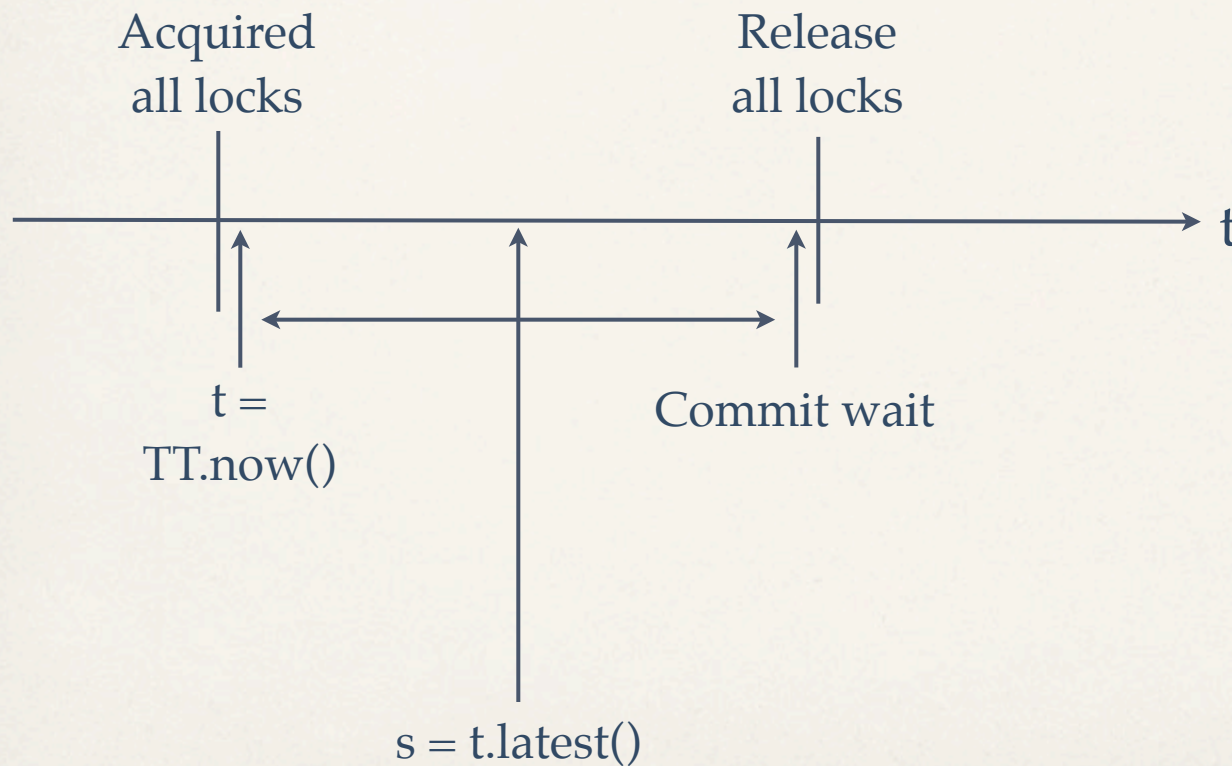 Acquired
all locks
Release
all locks
t
t =
TT.now()
Commit wait
s = t.latest()